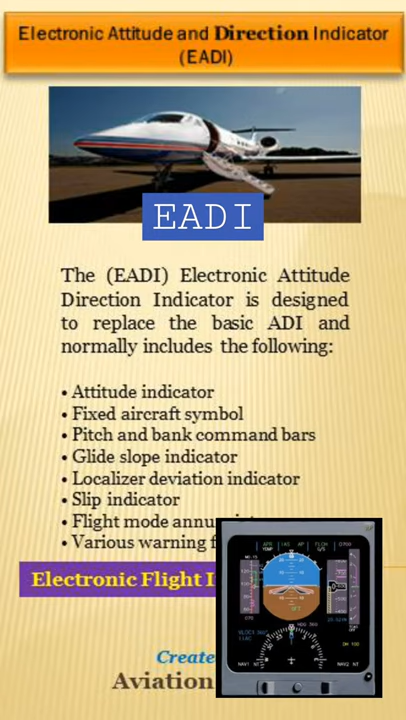 Electronic Attitude and Direction Indicator
(EADI)
EADI
The (EADI) Electronic Attitude
Direction Indicator is designed
to replace the basic ADI and
normally includes the following:
• Attitude indicator
• Fixed aircraft symbol
• Pitch and bank command bars
• Glide slope indicator
• Localizer deviation indicator
• Slip indicator
• Flight mode
• Various warning
Electronic Flight
Create
Aviation
NAV1
NAV2